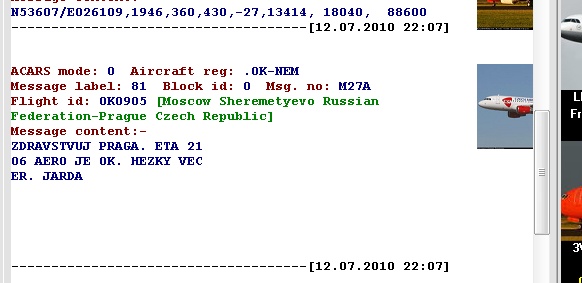 N53607/E026109,1946,360,430,-27,13414, 18040,  88600
-------------------------------------[12.07.2010 22:07]
ACARS mode: 0  Aircraft reg: .OK-NEM
Message label: 81  Block id: 0  Msg. no: M27A
Flight id: OK0905 [Moscow Sheremetyevo Russian
Federation-Prague Czech Republic]
Message content:-
ZDRAVSTVUJ PRAGA. ETA 21
06 AERO JE OK. HEZKY VEC
ER. JARDA
-------------------------------------[12.07.2010 22:07]